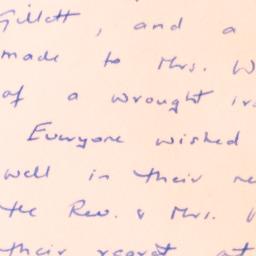 Gillett, and a
made to Mrs. W
of a wrought iro
Everyone wished
well in their ne
the Rev. & Mrs. W
their regret at